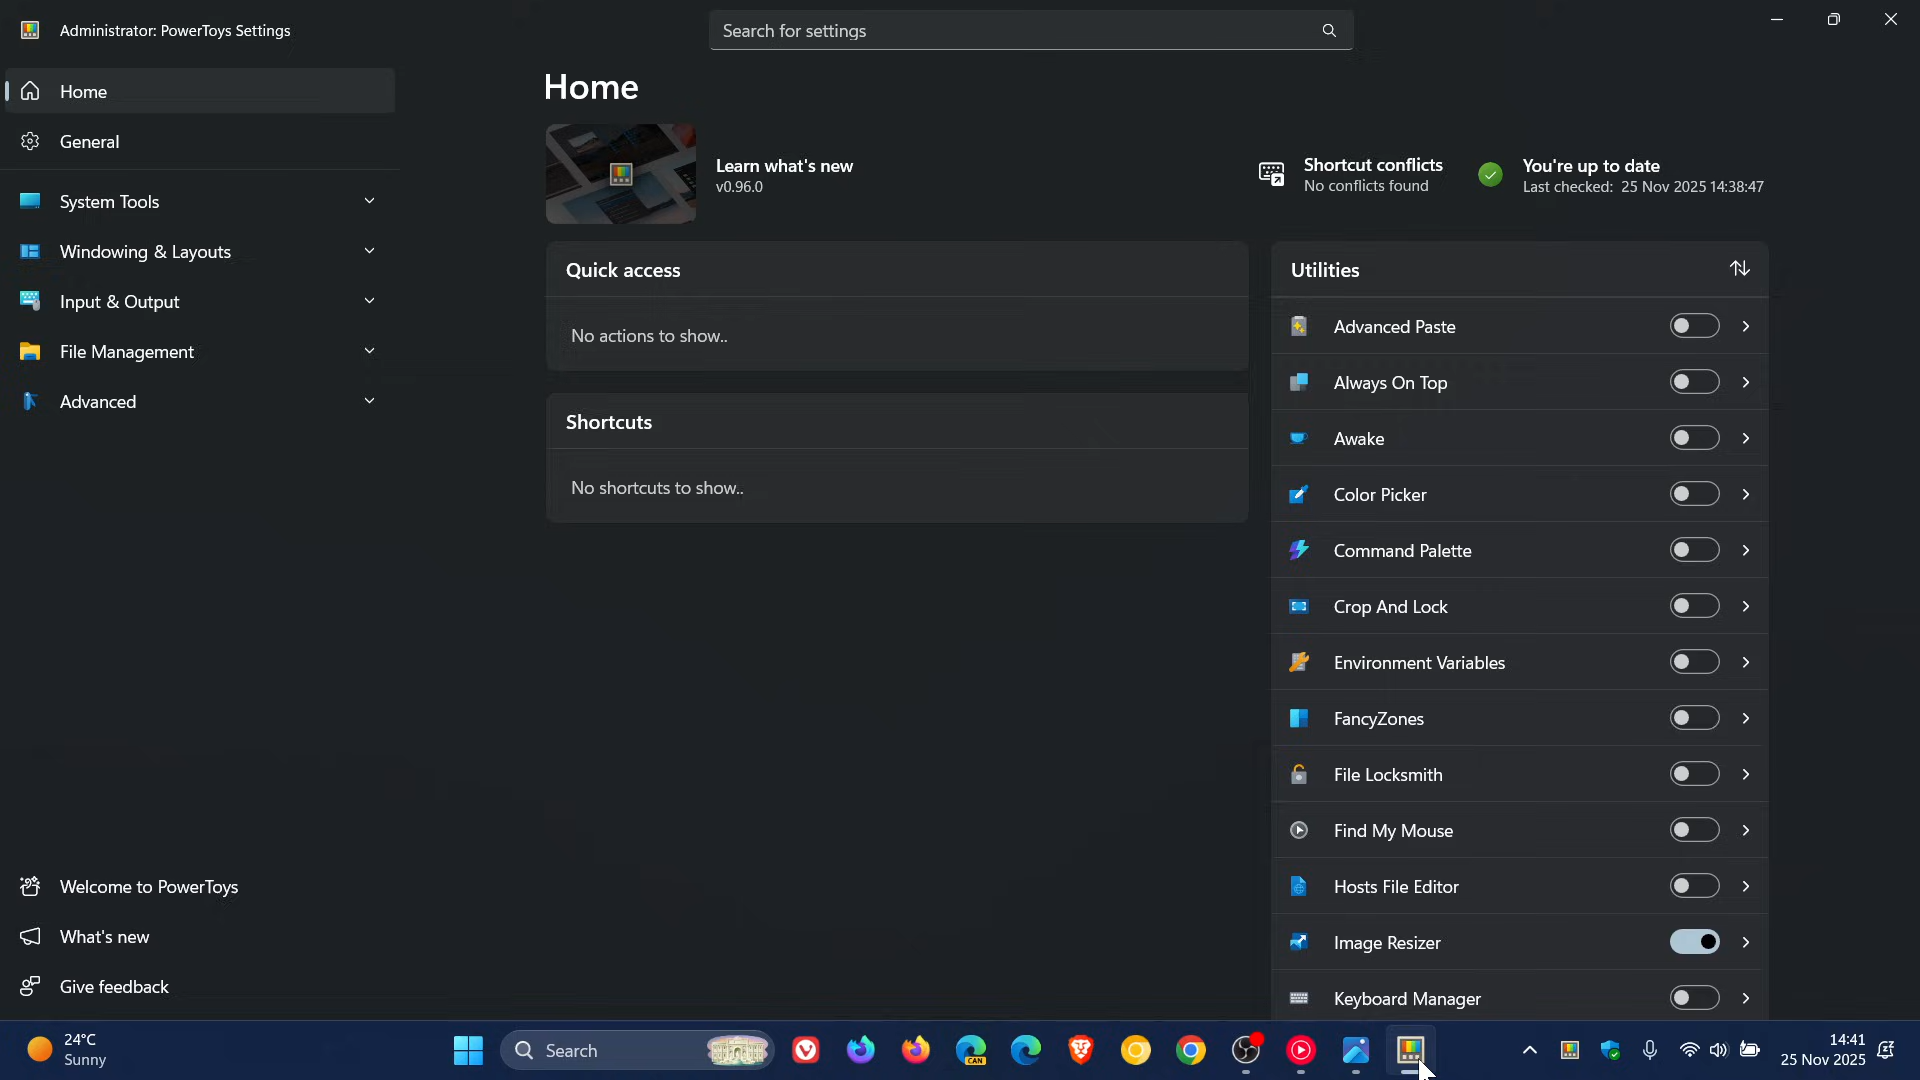 Administrator: PowerToys Settings
Search for settings
Home
General
System Tools
Windowing & Layouts
Input & Output
File Management
Advanced
Welcome to PowerToys
What's new
Give feedback
Home
Learn what's new
v0.96.0
Shortcut conflicts
No conflicts found
You're up to date
Last checked: 25 Nov 2025 14:38:47
Quick access
No actions to show..
Shortcuts
No shortcuts to show..
Utilities
Advanced Paste
Always On Top
Awake
Color Picker
Command Palette
Crop And Lock
Environment Variables
FancyZones
File Locksmith
Find My Mouse
Hosts File Editor
Image Resizer
Keyboard Manager
24°C
Sunny
Search
CAN
14:41
25 Nov 2025